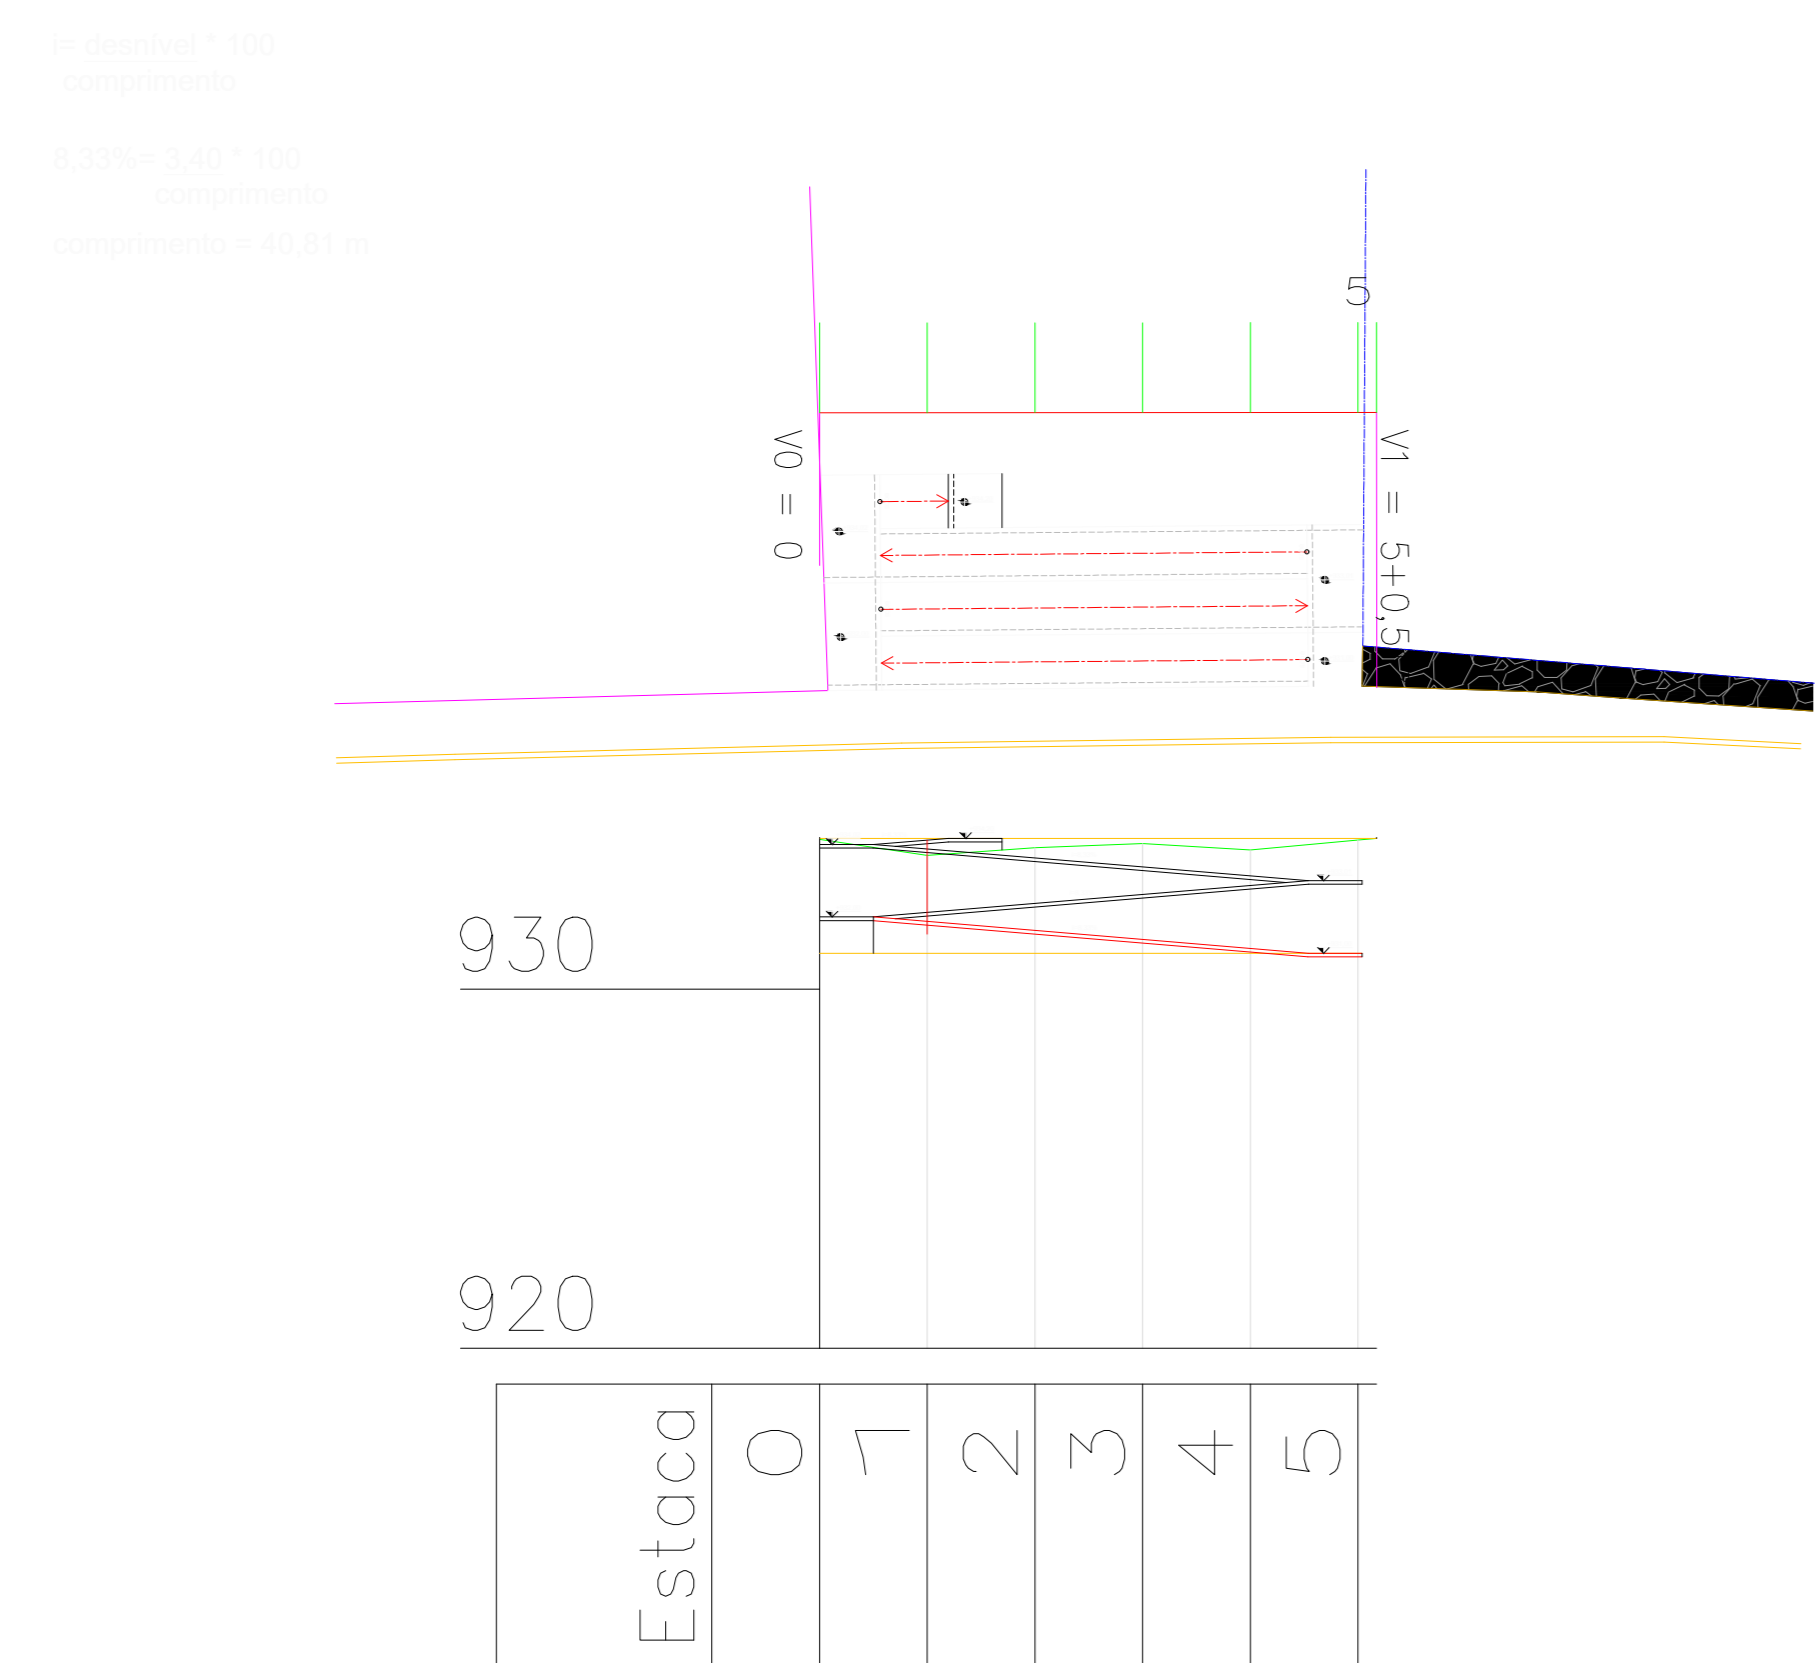 i= desnível * 100
comprimento
8,33%= 3,40 * 100
comprimento
comprimento = 40,81 m
5
V0 = 0
V1 = 5+0,5
930
920
Estaca
0
1
2
3
4
5